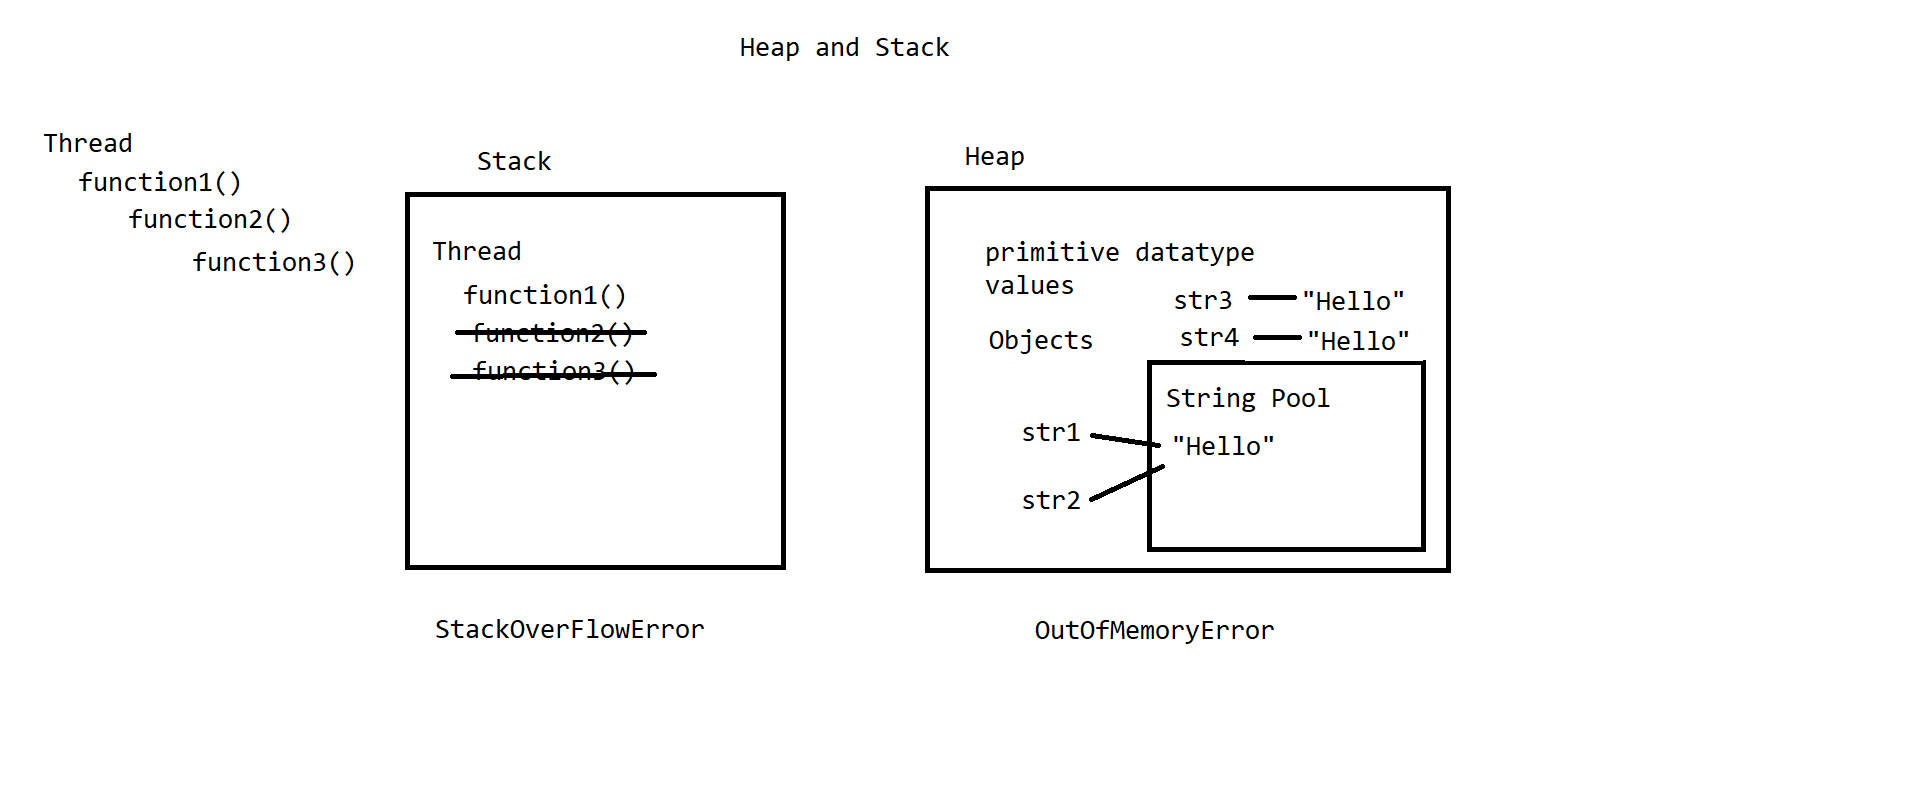 Heap and Stack
Thread
function1()
function2()
function3()
Stack
Thread
function1()
function2()
function3()
StackOverFlowError
Heap
primitive datatype
values
Objects
str3 "Hello"
str4 "Hello"
String Pool
"Hello"
str1
str2
OutOfMemoryError